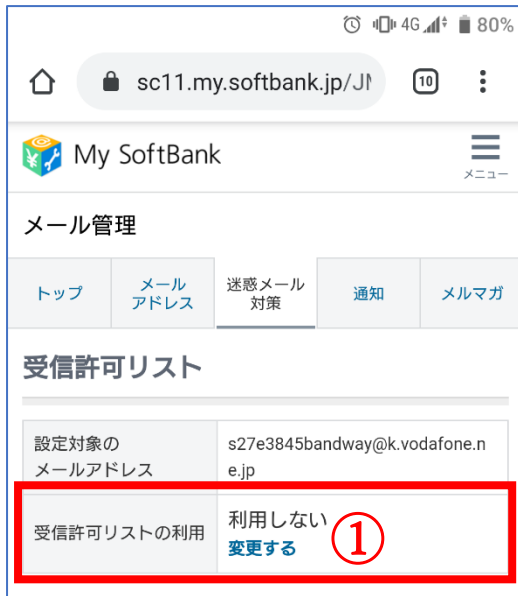 4G 80%
sc11.my.softbank.jp/JM 10
My SoftBank
メニュー
メール管理
トップ
メール
アドレス
迷惑メール
対策
通知
メルマガ
受信許可リスト
設定対象の
メールアドレス
s27e3845bandway@k.vodafone.n
e.jp
受信許可リストの利用
利用しない
変更する
①